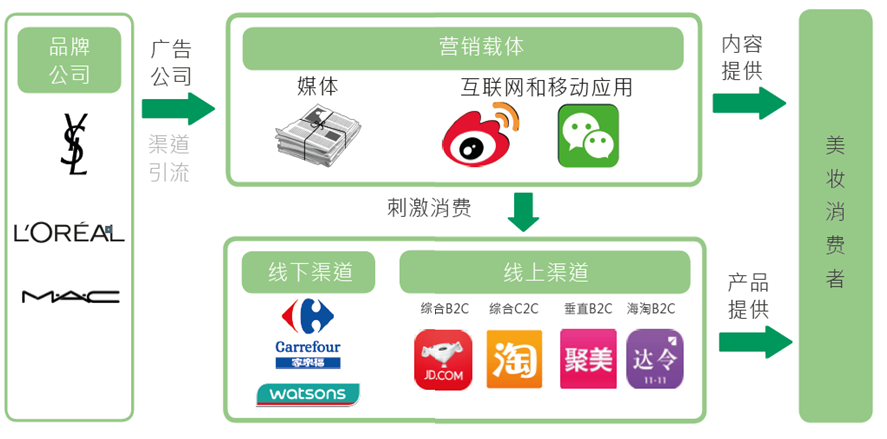 品牌
公司
YSL
L'ORÉAL
M·A·C
广告
公司
渠道
引流
营销载体
媒体
互联网和移动应用
内容
提供
刺激消费
线下渠道
Carrefour
家乐福
watsons
线上渠道
综合B2C
综合C2C
垂直B2C
海淘B2C
JD.COM
淘
聚美
达令
11-11
产品
提供
美
妆
消
费
者